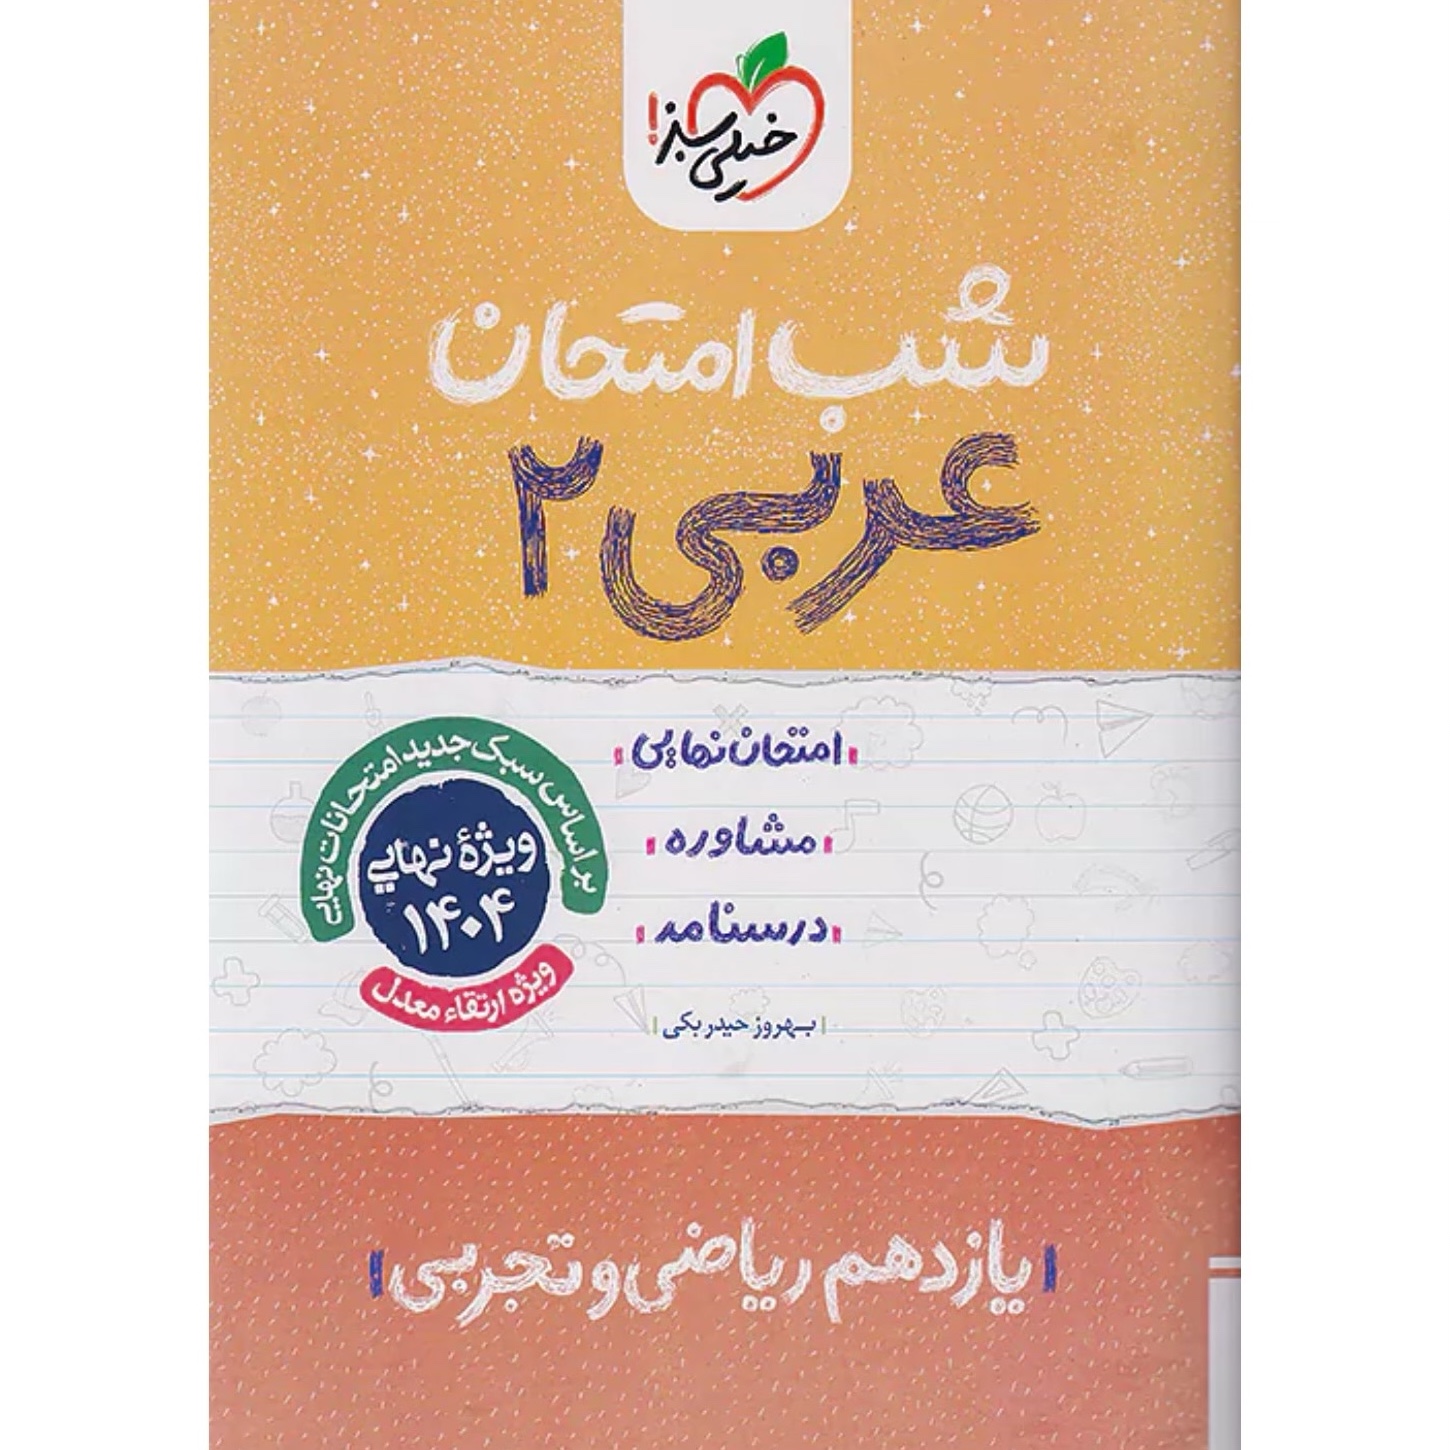 خیلی سبز!
شب امتحان
عربی ۲
امتحان نهایی
مشاوره
درسنامه
بهروز حیدربکی
بر اساس سبک جدید امتحانات نهایی
ویژهٔ نهایی
۱۴۰۴
ویژه ارتقاء معدل
یازدهم ریاضی و تجربی